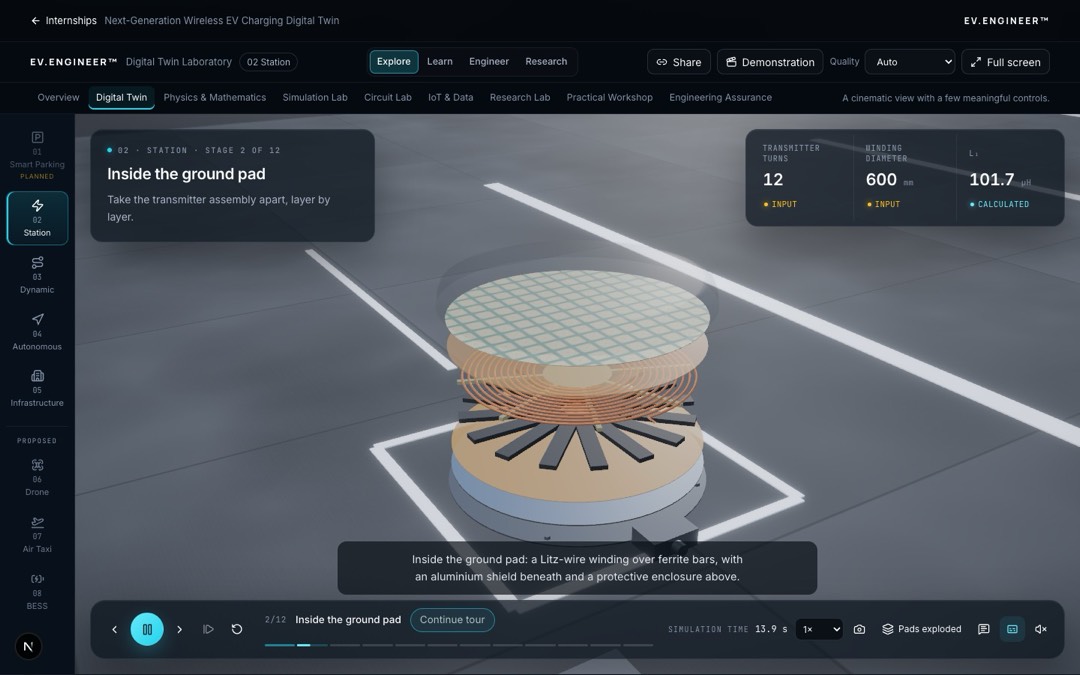 Internships
Next-Generation Wireless EV Charging Digital Twin
EV.ENGINEER™
EV.ENGINEER™
Digital Twin Laboratory
02 Station
Explore
Learn
Engineer
Research
Share
Demonstration
Quality
Auto
Full screen
Overview
Digital Twin
Physics & Mathematics
Simulation Lab
Circuit Lab
IoT & Data
Research Lab
Practical Workshop
Engineering Assurance
A cinematic view with a few meaningful controls.
01
Smart Parking
PLANNED
02
Station
03
Dynamic
04
Autonomous
05
Infrastructure
PROPOSED
06
Drone
07
Air Taxi
08
BESS
N
02 · STATION · STAGE 2 OF 12
Inside the ground pad
Take the transmitter assembly apart, layer by
layer.
TRANSMITTER
TURNS
12
INPUT
WINDING
DIAMETER
600 mm
INPUT
L₁
101.7 μH
CALCULATED
Inside the ground pad: a Litz-wire winding over ferrite bars, with
an aluminium shield beneath and a protective enclosure above.
2/12
Inside the ground pad
Continue tour
SIMULATION TIME 13.9 s
1×
Pads exploded